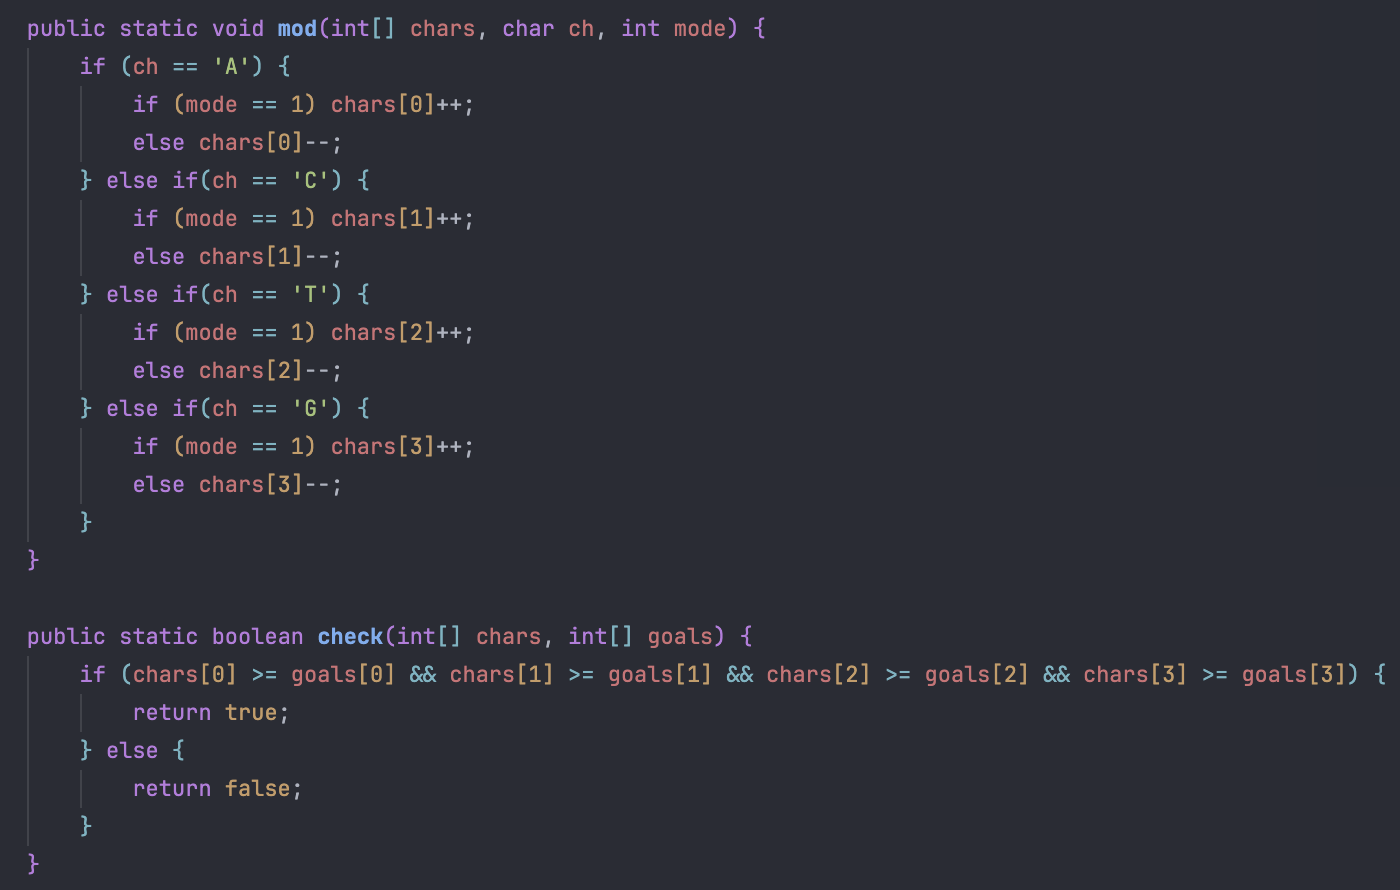 public static void mod(int[] chars, char ch, int mode) {
    if (ch == 'A') {
        if (mode == 1) chars[0]++;
        else chars[0]--;
    } else if(ch == 'C') {
        if (mode == 1) chars[1]++;
        else chars[1]--;
    } else if(ch == 'T') {
        if (mode == 1) chars[2]++;
        else chars[2]--;
    } else if(ch == 'G') {
        if (mode == 1) chars[3]++;
        else chars[3]--;
    }
}

public static boolean check(int[] chars, int[] goals) {
    if (chars[0] >= goals[0] && chars[1] >= goals[1] && chars[2] >= goals[2] && chars[3] >= goals[3]) {
        return true;
    } else {
        return false;
    }
}